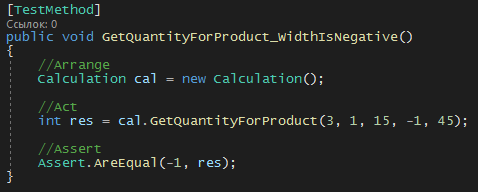 [TestMethod]
Ссылок: 0
public void GetQuantityForProduct_WidthIsNegative()
{
    //Arrange
    Calculation cal = new Calculation();

    //Act
    int res = cal.GetQuantityForProduct(3, 1, 15, -1, 45);

    //Assert
    Assert.AreEqual(-1, res);
}